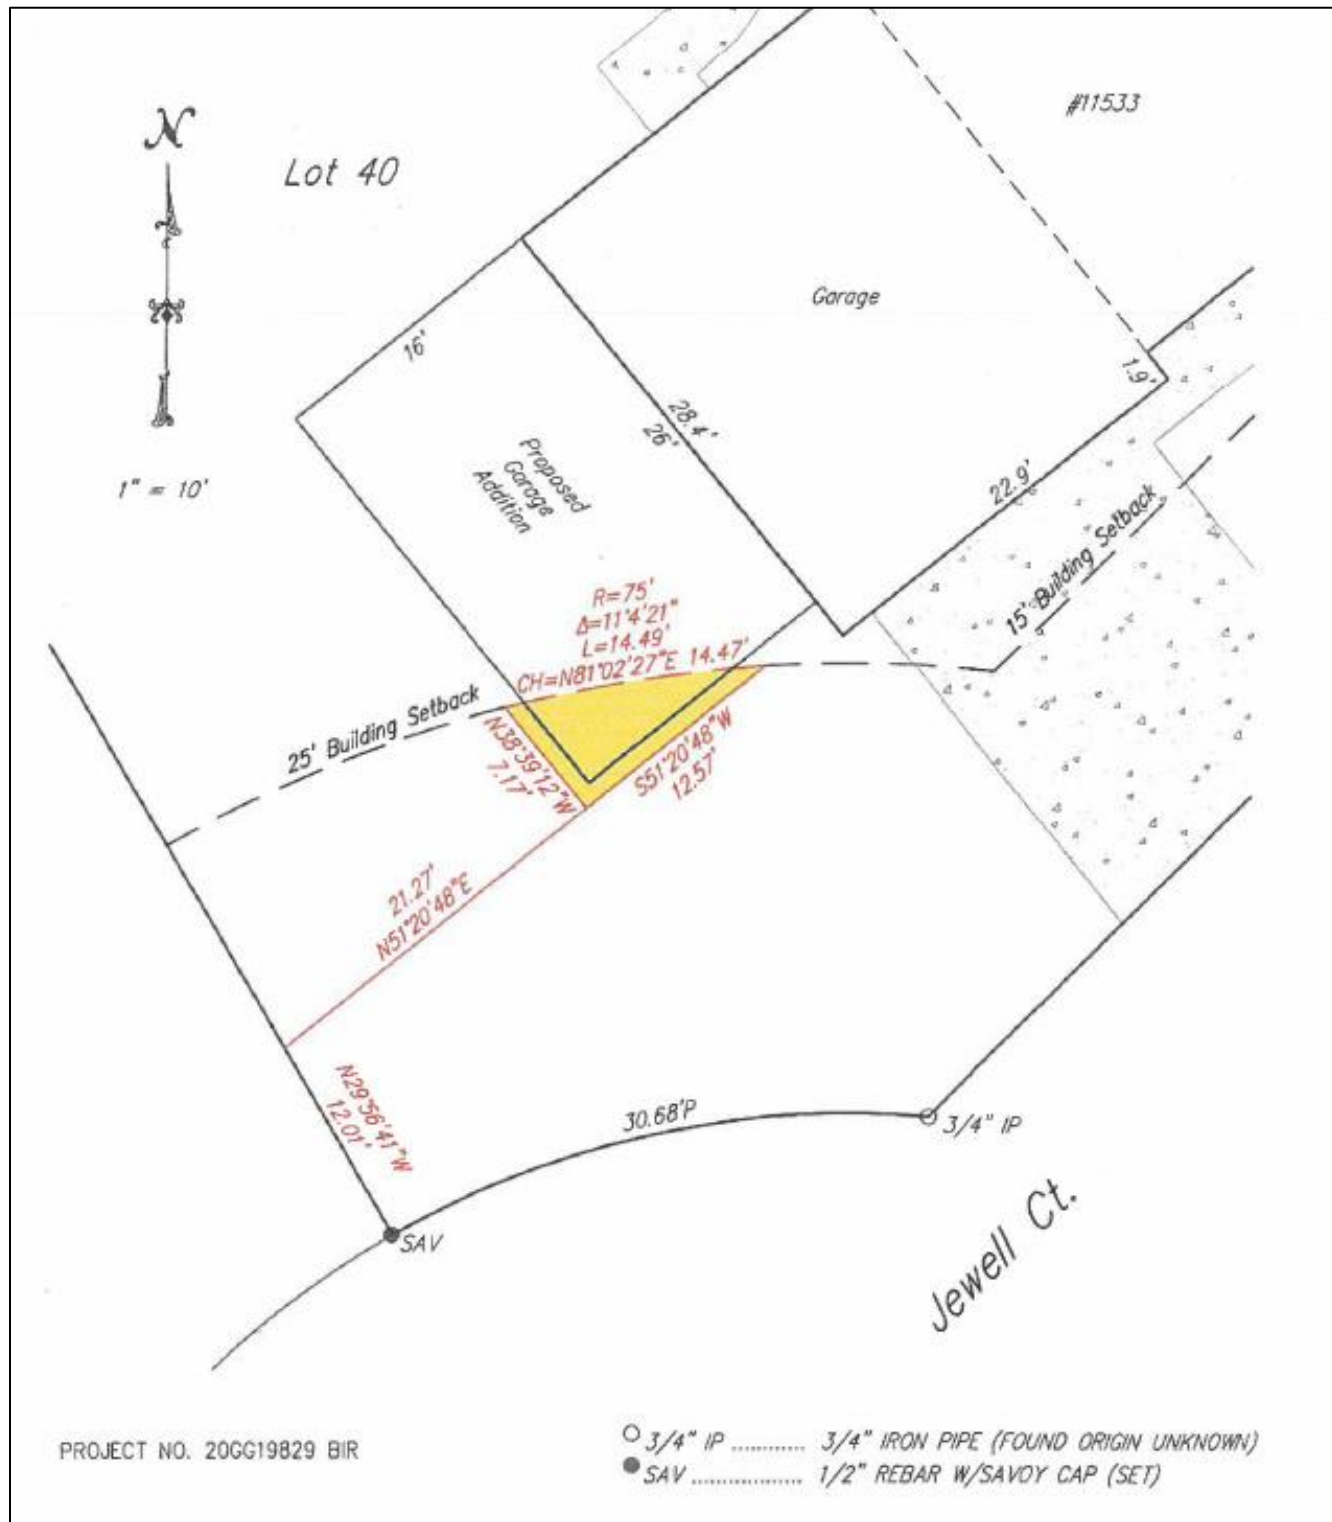 N
#11533
Lot 40
Garage
16'
1.9'
28.4'
26'
1" = 10'
Proposed
Garage
Addition
22.9'
15' Building Setback
R=75'
Δ=11°4'21"
L=14.49'
CH=N81°02'27"E 14.47'
25' Building Setback
N38°39'12"W
7.17'
S51°20'48"W
12.57'
21.27'
N51°20'48"E
N29°56'41"W
12.01'
30.68'P
3/4" IP
SAV
Jewell Ct.
PROJECT NO. 20GG19829 BIR
3/4" IP ............ 3/4" IRON PIPE (FOUND ORIGIN UNKNOWN)
SAV .................. 1/2" REBAR W/SAVOY CAP (SET)